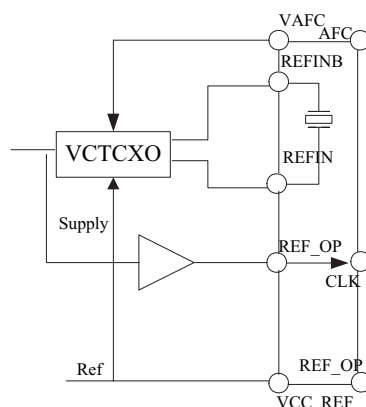 VAFC
AFC
REFINB
VCTCXO
REFIN
Supply
REF_OP
CLK
Ref
REF_OP
VCC_REF